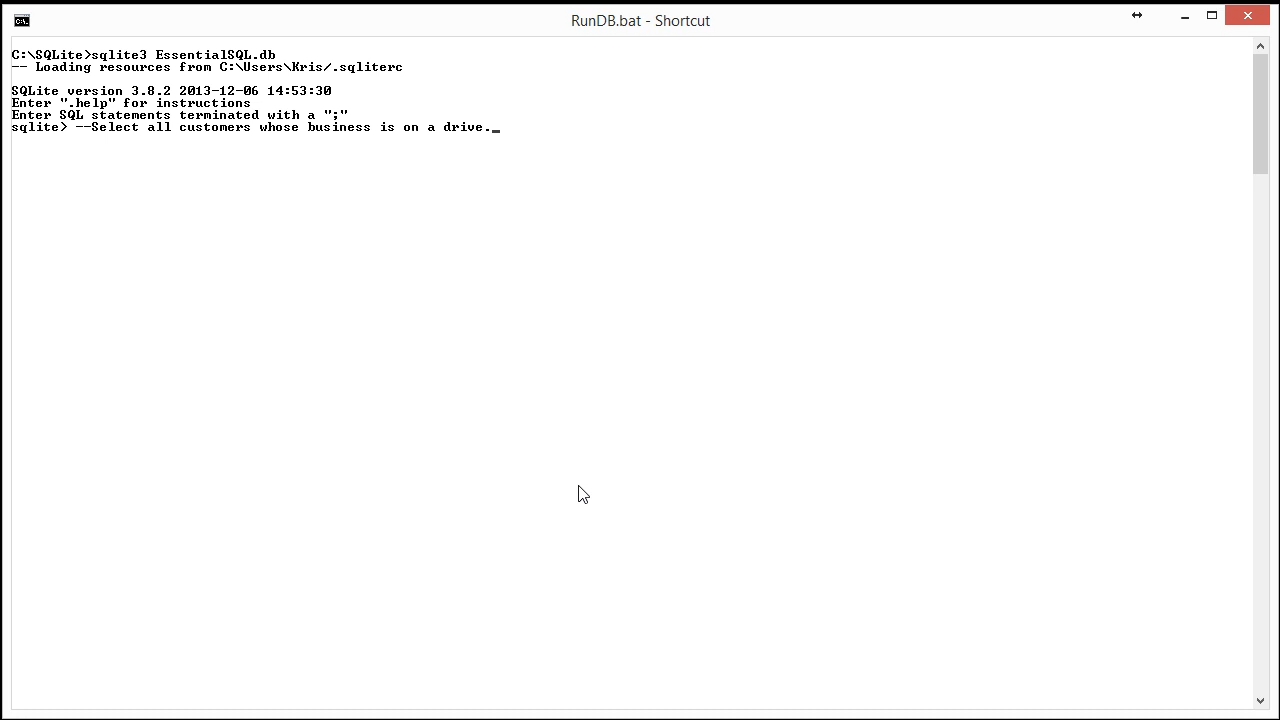 RunDB.bat - Shortcut
C:\SQLite>sqlite3 EssentialSQL.db
-- Loading resources from C:\Users\Kris/.sqliterc
SQLite version 3.8.2 2013-12-06 14:53:30
Enter ".help" for instructions
Enter SQL statements terminated with a ";"
sqlite> --Select all customers whose business is on a drive.